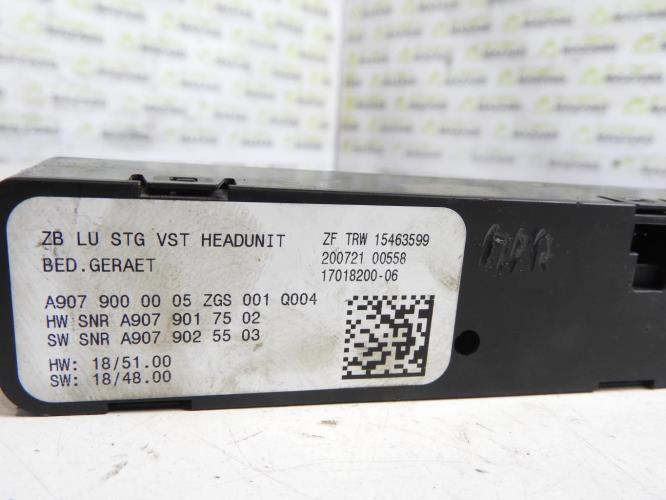 ZB LU STG VST HEADUNIT
BED.GERAET
ZF TRW 15463599
200721 00558
17018200-06
A907 900 00 05 ZGS 001 Q004
HW SNR A907 901 75 02
SW SNR A907 902 55 03
HW: 18/51.00
SW: 18/48.00